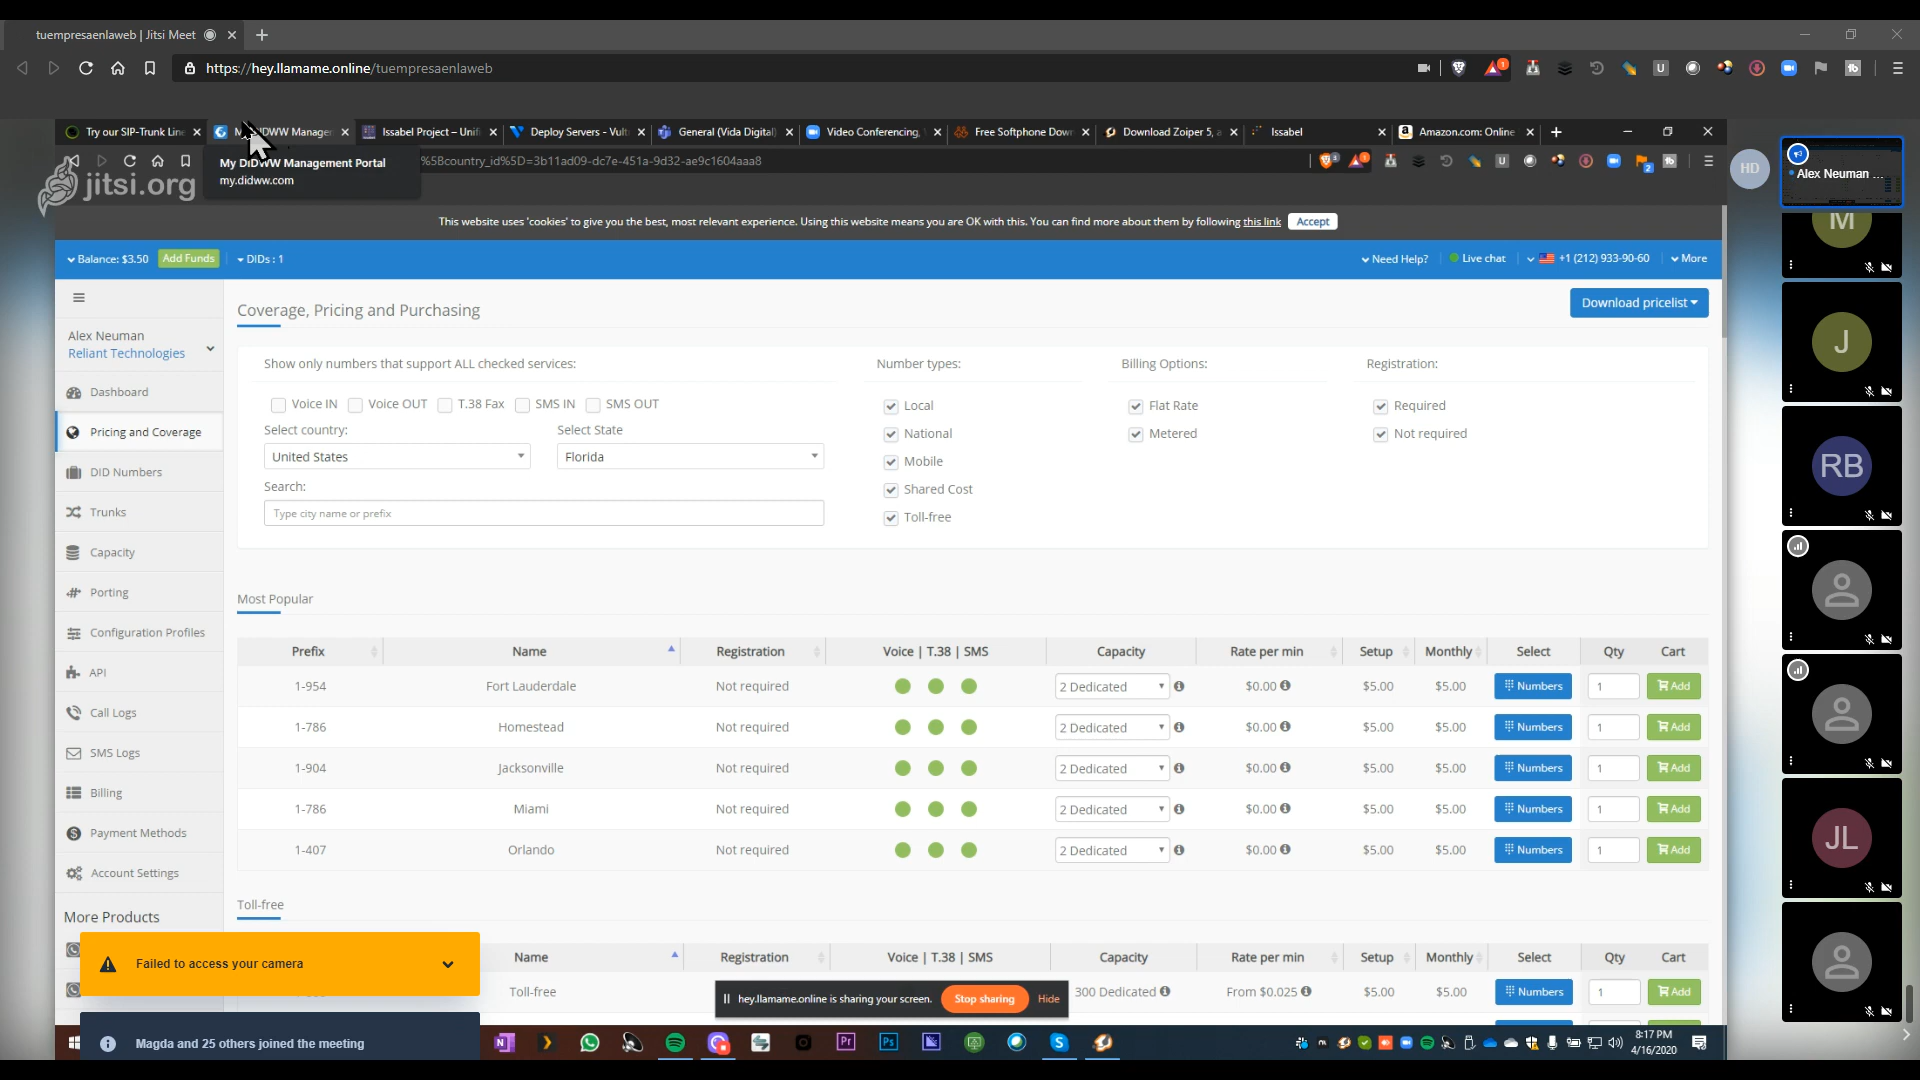 tuempresaenlaweb | Jitsi Meet
https://hey.llamame.online/tuempresaenlaweb
Try our SIP-Trunk Line
Issabel Project – Unifi
Deploy Servers - Vultr
General (Vida Digital)
Video Conferencing,
Free Softphone Down
Download Zoiper 5, a
Issabel
Amazon.com: Online
My DIDWW Management Portal
my.didww.com
%5Bcountry_id%5D=3b11ad09-dc7e-451a-9d32-ae9c1604aaa8
jitsi.org
HD
Alex Neuman ...
This website uses 'cookies' to give you the best, most relevant experience. Using this website means you are OK with this. You can find more about them by following this link
Accept
Balance: $3.50
Add Funds
DIDs : 1
Need Help?
Live chat
+1 (212) 933-90-60
More
Alex Neuman
Reliant Technologies
Dashboard
Pricing and Coverage
DID Numbers
Trunks
Capacity
Porting
Configuration Profiles
API
Call Logs
SMS Logs
Billing
Payment Methods
Account Settings
More Products
Coverage, Pricing and Purchasing
Download pricelist
Show only numbers that support ALL checked services:
Voice IN Voice OUT T.38 Fax SMS IN SMS OUT
Select country:
United States
Select State
Florida
Search:
Type city name or prefix
Number types:
Local
National
Mobile
Shared Cost
Toll-free
Billing Options:
Flat Rate
Metered
Registration:
Required
Not required
Most Popular
Prefix Name Registration Voice | T.38 | SMS Capacity Rate per min Setup Monthly Select Qty Cart
1-954 Fort Lauderdale Not required 2 Dedicated $0.00 $5.00 $5.00 Numbers 1 Add
1-786 Homestead Not required 2 Dedicated $0.00 $5.00 $5.00 Numbers 1 Add
1-904 Jacksonville Not required 2 Dedicated $0.00 $5.00 $5.00 Numbers 1 Add
1-786 Miami Not required 2 Dedicated $0.00 $5.00 $5.00 Numbers 1 Add
1-407 Orlando Not required 2 Dedicated $0.00 $5.00 $5.00 Numbers 1 Add
Toll-free
Name Registration Voice | T.38 | SMS Capacity Rate per min Setup Monthly Select Qty Cart
Toll-free 300 Dedicated From $0.025 $5.00 $5.00 Numbers 1 Add
Failed to access your camera
Magda and 25 others joined the meeting
hey.llamame.online is sharing your screen.
Stop sharing
Hide
M
J
RB
JL
8:17 PM
4/16/2020